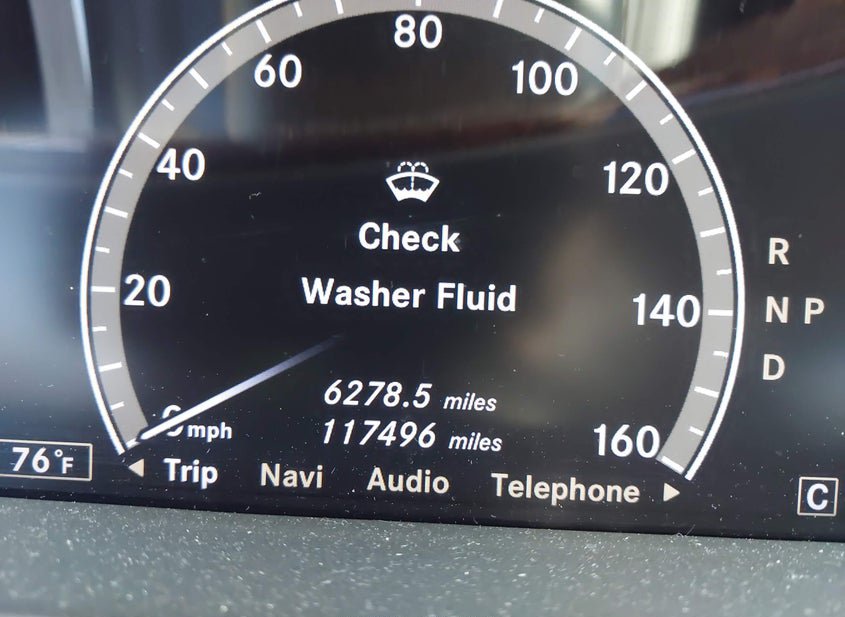 80
60
100
40
120
Check
20
Washer Fluid
140
R
N P
D
6278.5 miles
0 mph
117496 miles
160
76°F
Trip Navi Audio Telephone
C